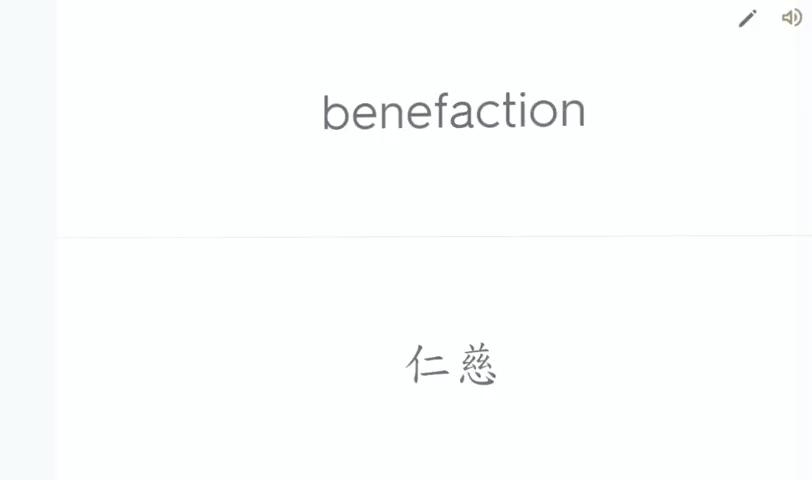 benefaction
仁慈